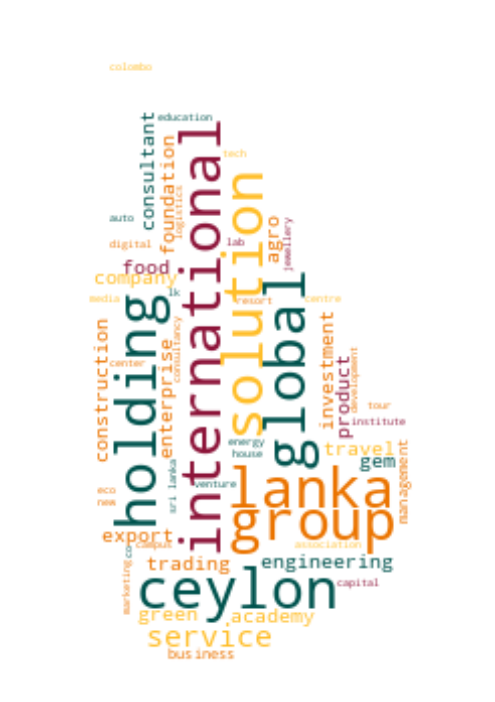 colombo
education
consultant
international
foundation
tech
logistics
solution
auto
agro
jewellery
digital
lab
food
company
global
lk
media
holding
resort
centre
construction
consultancy
investment
enterprise
center
product
development
tour
institute
energy
house
travel
gem
management
sri lanka
lanka
venture
eco
new
group
export
co
campus
association
trading
engineering
marketing
ceylon
capital
green
academy
service
business